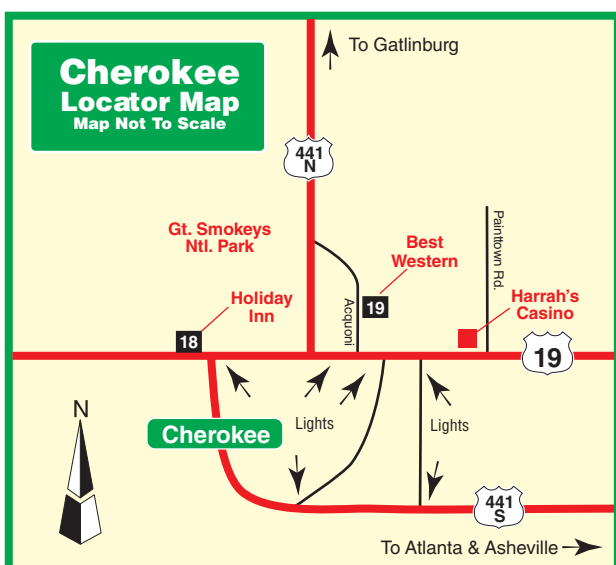 Cherokee
Locator Map
Map Not To Scale
To Gatlinburg
441
N
Gt. Smokeys
Ntl. Park
Best
Western
Painttown Rd.
Holiday
Inn
Acquoni
19
Harrah's
Casino
18
19
N
Cherokee
Lights
Lights
441
S
To Atlanta & Asheville